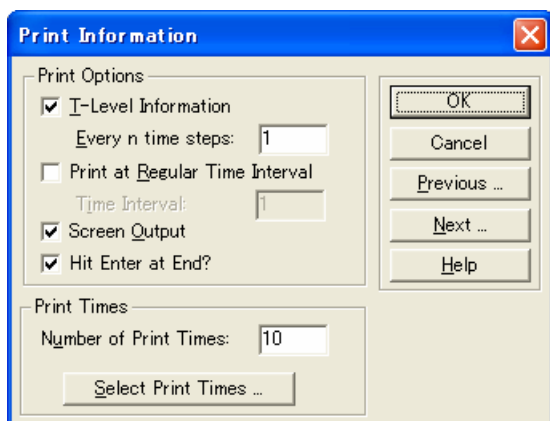 Print Information
Print Options
T-Level Information
Every n time steps: 1
Print at Regular Time Interval
Time Interval: 1
Screen Output
Hit Enter at End?
OK
Cancel
Previous ...
Next ...
Help
Print Times
Number of Print Times: 10
Select Print Times ...